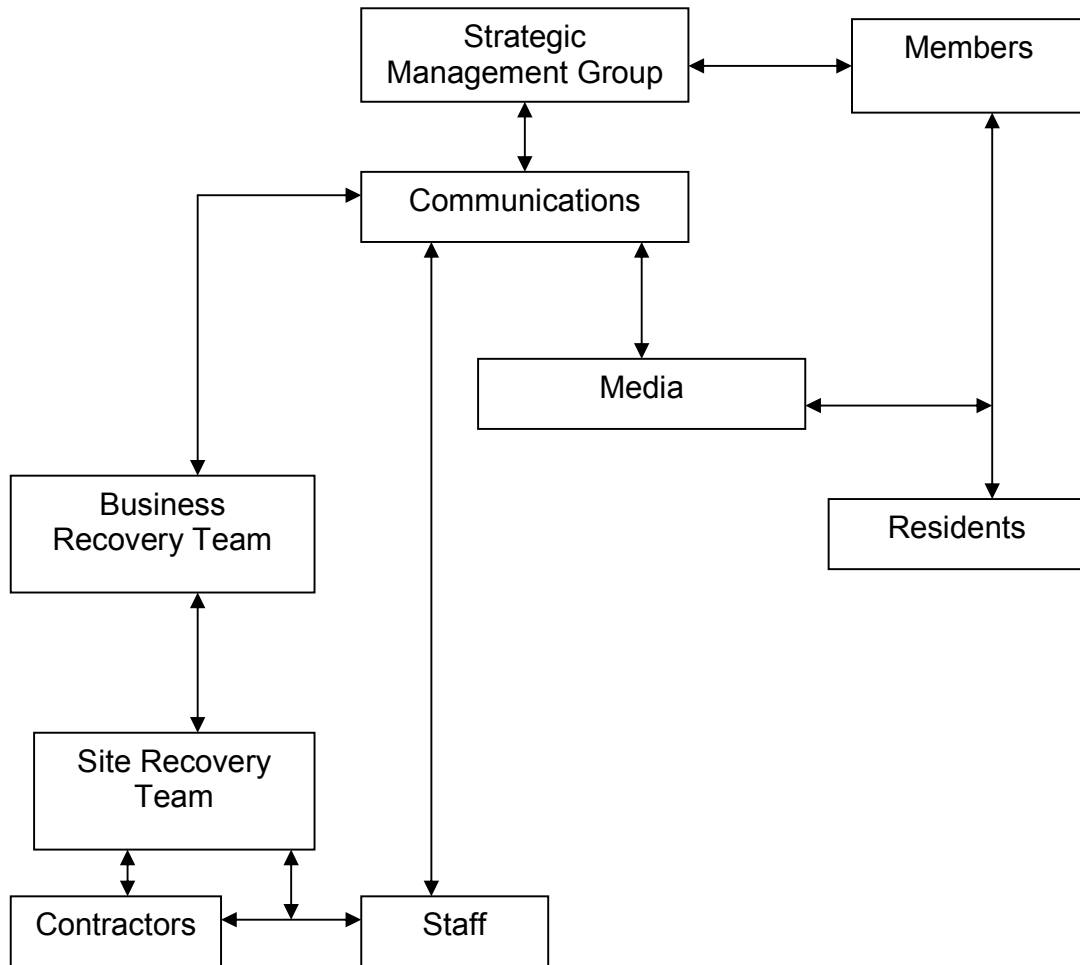 Strategic
Management Group
Members
Communications
Media
Business
Recovery Team
Residents
Site Recovery
Team
Contractors
Staff